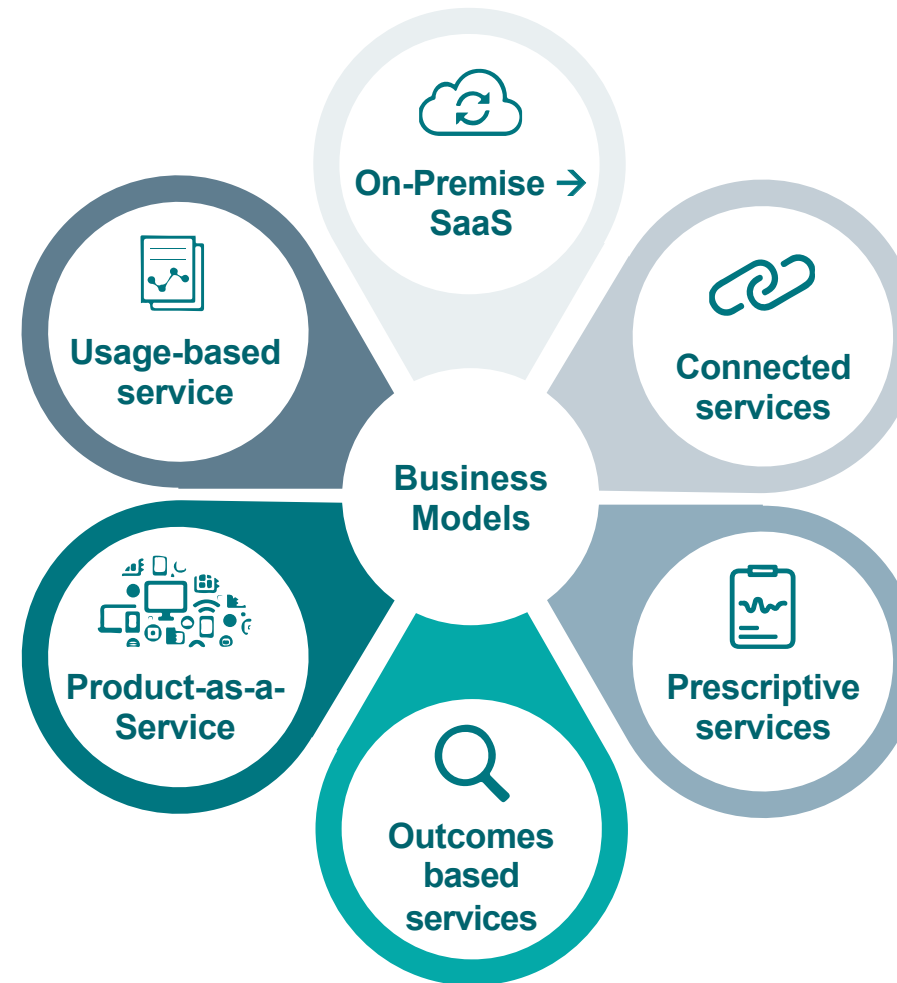 On-Premise →
SaaS
Usage-based
service
Connected
services
Business
Models
Product-as-a-
Service
Prescriptive
services
Outcomes
based
services